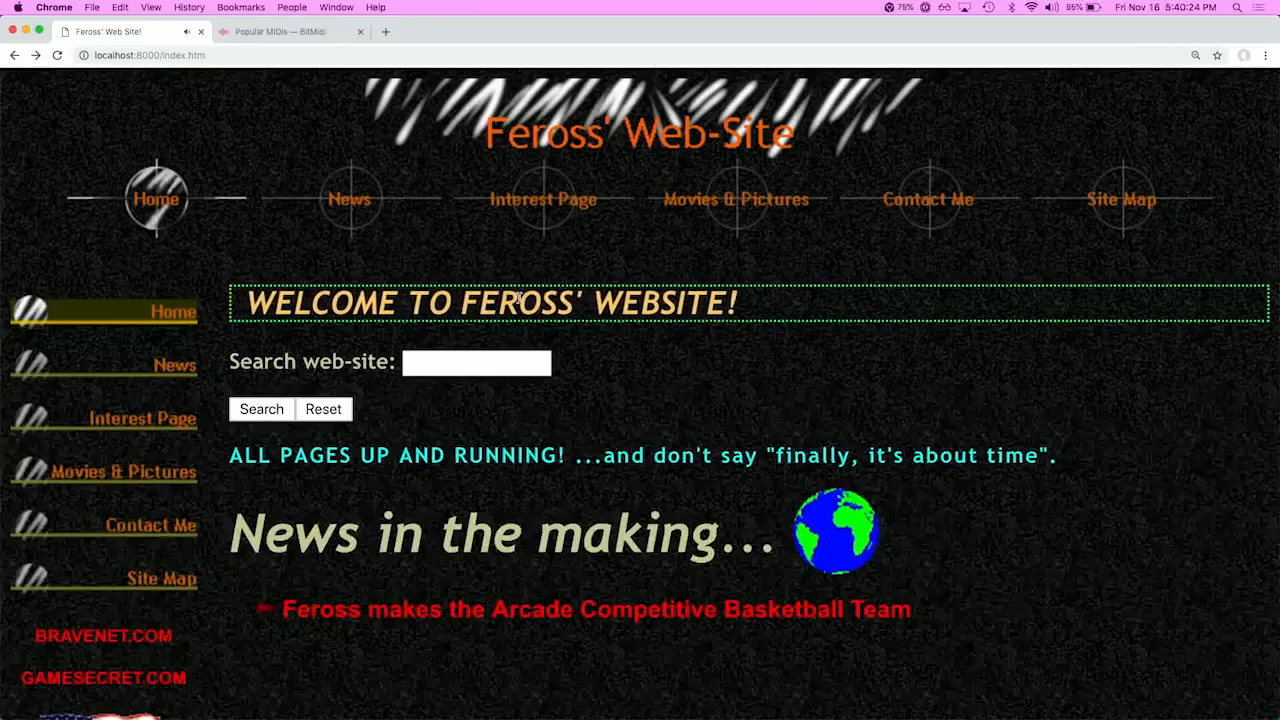 Chrome File Edit View History Bookmarks People Window Help 75% 65% Fri Nov 16 5:40:24 PM
Feross' Web Site! Popular MIDIs — BitMidi
localhost:8000/index.htm
Feross' Web-Site
Home News Interest Page Movies & Pictures Contact Me Site Map
WELCOME TO FEROSS' WEBSITE!
Home
News
Interest Page
Movies & Pictures
Contact Me
Site Map
BRAVENET.COM
GAMESECRET.COM
Search web-site:
Search Reset
ALL PAGES UP AND RUNNING! ...and don't say "finally, it's about time".
News in the making...
Feross makes the Arcade Competitive Basketball Team